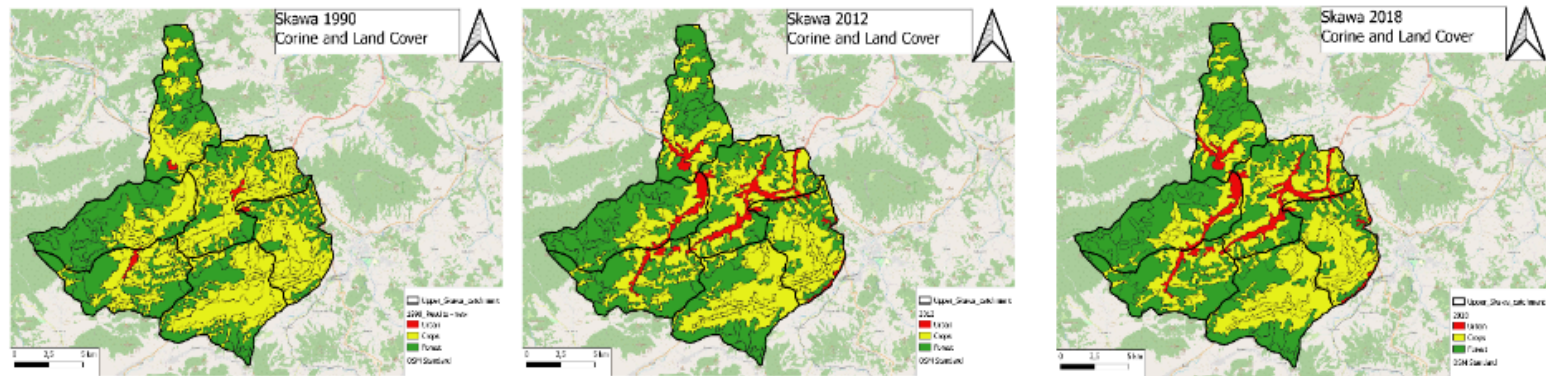 Skawa 1990
Corine and Land Cover
Upper_Skawa_catchment
Urban
Crops
Forest
OSM Standard
0 2,5 5 km
Skawa 2012
Corine and Land Cover
Upper_Skawa_catchment
2012
Urban
Crops
Forest
OSM Standard
0 2,5 5 km
Skawa 2018
Corine and Land Cover
Upper_Skawa_catchment
Urban
Crops
Forest
OSM Standard
0 2,5 5 km